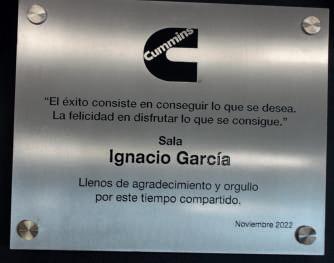 Cummins
“El éxito consiste en conseguir lo que se desea.
La felicidad en disfrutar lo que se consigue.”
Sala
Ignacio García
Llenos de agradecimiento y orgullo
por este tiempo compartido.
Noviembre 2022